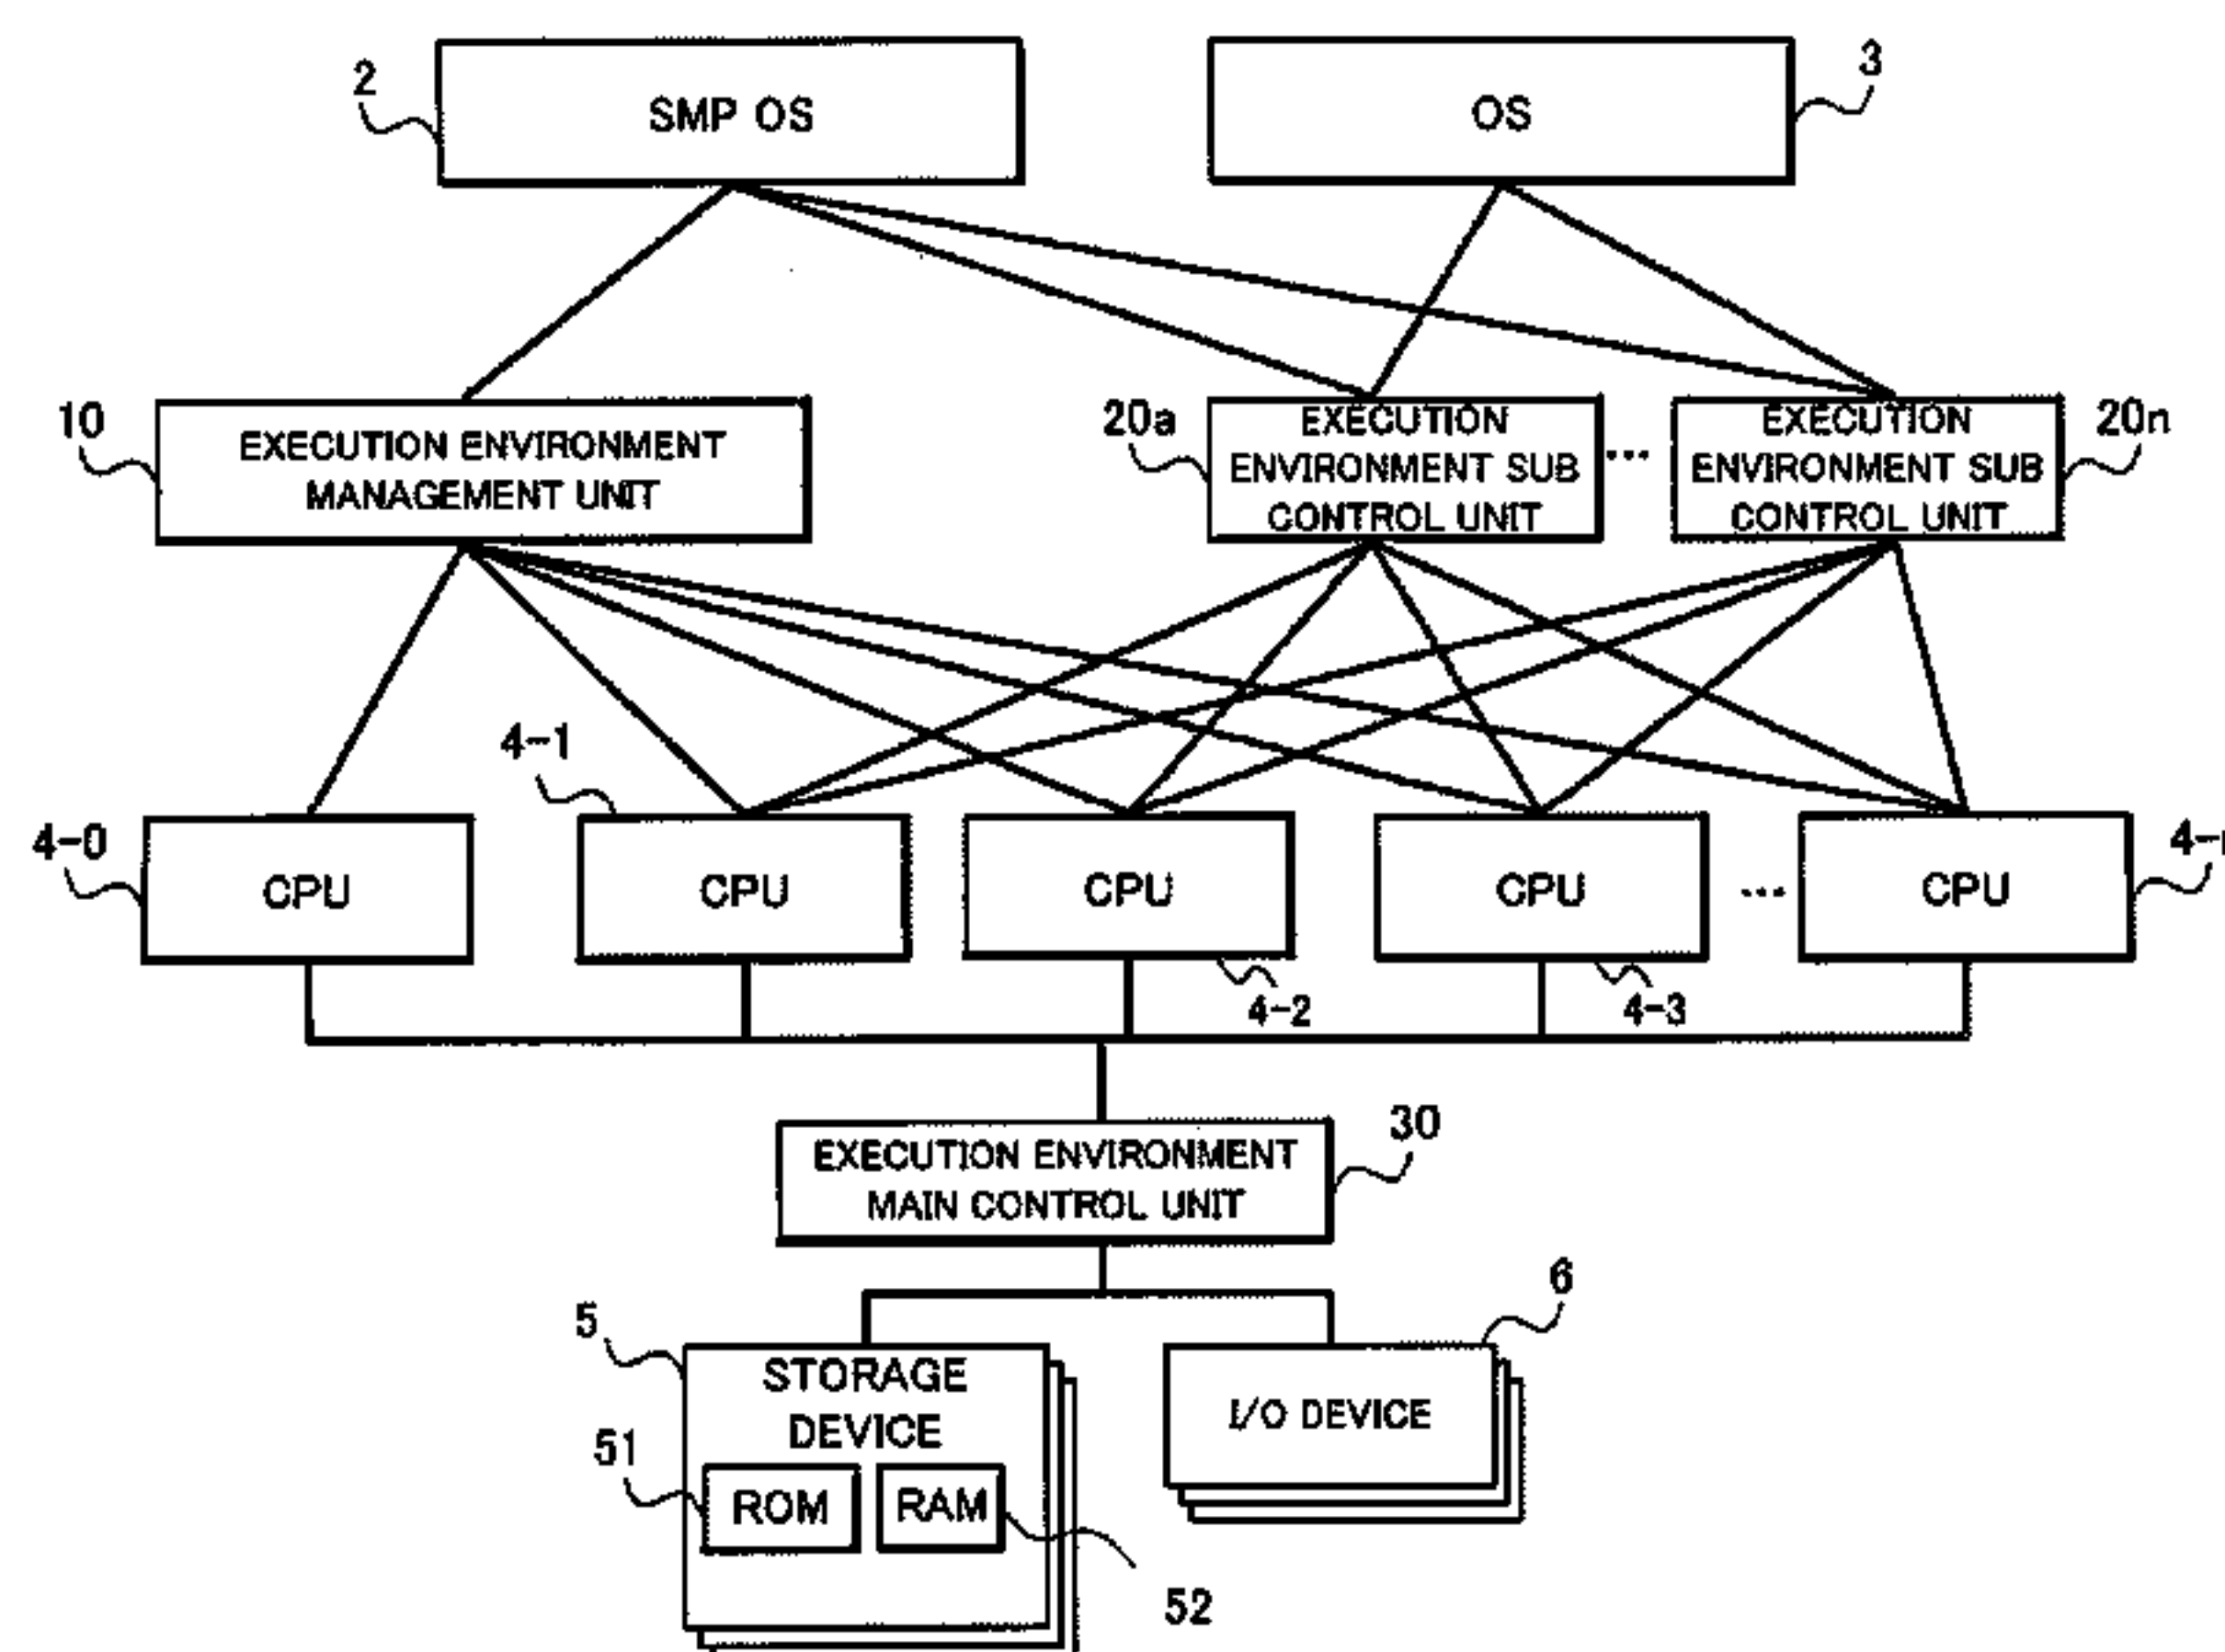 2
SMP OS
OS
3
10
EXECUTION ENVIRONMENT
MANAGEMENT UNIT
20a
EXECUTION
ENVIRONMENT SUB
CONTROL UNIT
...
EXECUTION
ENVIRONMENT SUB
CONTROL UNIT
20n
4-0
CPU
4-1
CPU
CPU
4-2
CPU
4-3
...
CPU
30
EXECUTION ENVIRONMENT
MAIN CONTROL UNIT
5
STORAGE
DEVICE
51
ROM
RAM
52
6
I/O DEVICE